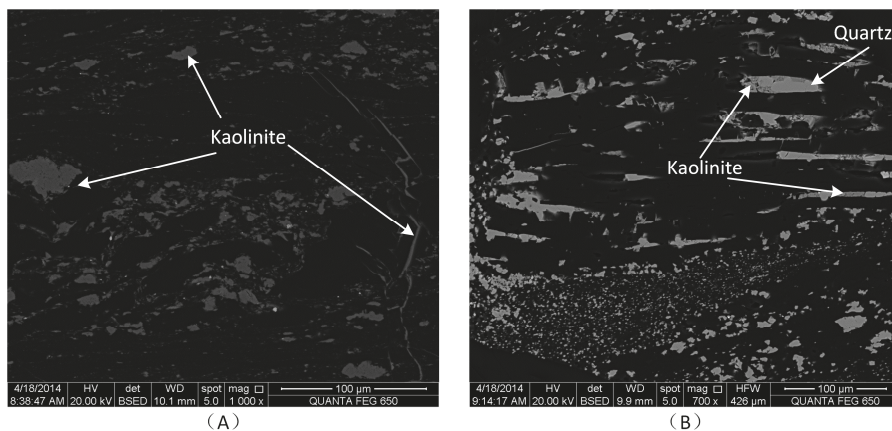 Kaolinite
4/18/2014 HV det WD spot mag □ 100 µm
8:38:47 AM 20.00 kV BSED 10.1 mm 5.0 1 000 x QUANTA FEG 650
(A)
Quartz
Kaolinite
4/18/2014 HV det WD spot mag □ HFW 100 µm
9:14:17 AM 20.00 kV BSED 9.9 mm 5.0 700 x 426 µm QUANTA FEG 650
(B)